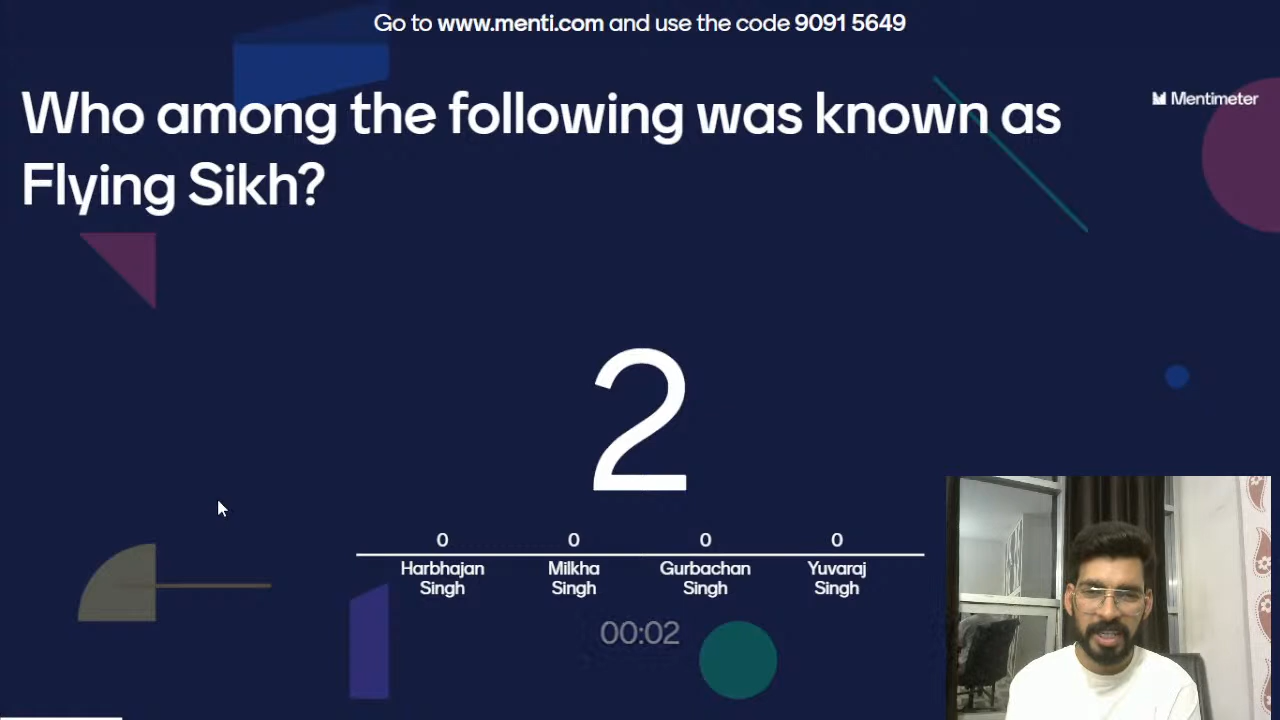 Go to www.menti.com and use the code 9091 5649
Who among the following was known as
Flying Sikh?
Mentimeter
2
0 0 0 0
Harbhajan Milkha Gurbachan Yuvaraj
Singh Singh Singh Singh
00:02